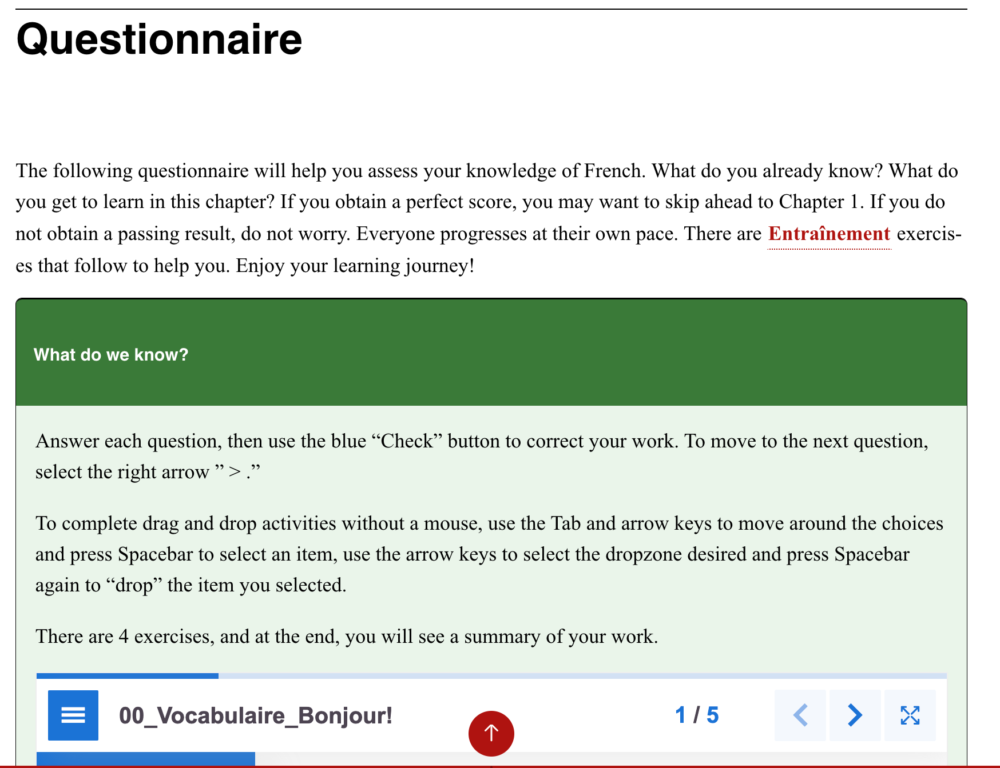 Questionnaire
The following questionnaire will help you assess your knowledge of French. What do you already know? What do
you get to learn in this chapter? If you obtain a perfect score, you may want to skip ahead to Chapter 1. If you do
not obtain a passing result, do not worry. Everyone progresses at their own pace. There are Entraînement exercis-
es that follow to help you. Enjoy your learning journey!
What do we know?
Answer each question, then use the blue “Check” button to correct your work. To move to the next question,
select the right arrow ” > .”
To complete drag and drop activities without a mouse, use the Tab and arrow keys to move around the choices
and press Spacebar to select an item, use the arrow keys to select the dropzone desired and press Spacebar
again to “drop” the item you selected.
There are 4 exercises, and at the end, you will see a summary of your work.
00_Vocabulaire_Bonjour! 1 / 5